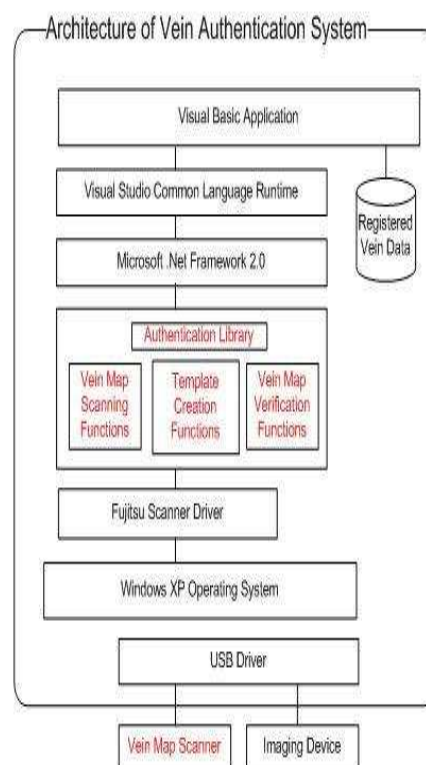 Architecture of Vein Authentication System
Visual Basic Application
Visual Studio Common Language Runtime
Registered
Vein Data
Microsoft .Net Framework 2.0
Authentication Library
Vein Map
Scanning
Functions
Template
Creation
Functions
Vein Map
Verification
Functions
Fujitsu Scanner Driver
Windows XP Operating System
USB Driver
Vein Map Scanner
Imaging Device